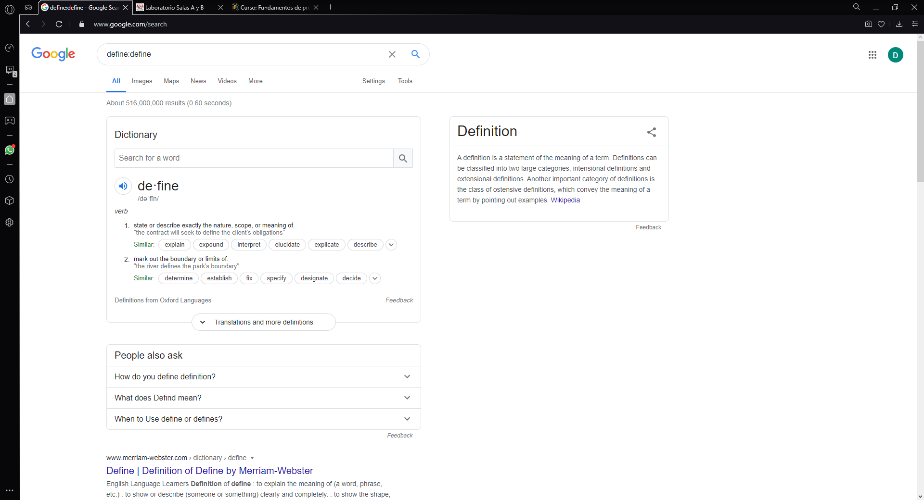 define:define - Google Sea
Laboratorio Salas A y B
Curso: Fundamentos de pr
www.google.com/search
Google
define:define
D
All Images Maps News Videos More Settings Tools
About 516,000,000 results (0.60 seconds)
Dictionary
Search for a word
de·fine
/dəˈfīn/
verb
1. state or describe exactly the nature, scope, or meaning of.
"the contract will seek to define the client's obligations"
Similar: explain expound interpret elucidate explicate describe
2. mark out the boundary or limits of.
"the river defines the park's boundary"
Similar: determine establish fix specify designate decide
Definitions from Oxford Languages Feedback
Translations and more definitions
People also ask
How do you define definition?
What does Defind mean?
When to Use define or defines?
Feedback
www.merriam-webster.com › dictionary › define
Define | Definition of Define by Merriam-Webster
English Language Learners Definition of define : to explain the meaning of (a word, phrase,
etc.) . to show or describe (someone or something) clearly and completely. . to show the shape,
Definition
A definition is a statement of the meaning of a term. Definitions can
be classified into two large categories, intensional definitions and
extensional definitions. Another important category of definitions is
the class of ostensive definitions, which convey the meaning of a
term by pointing out examples. Wikipedia
Feedback